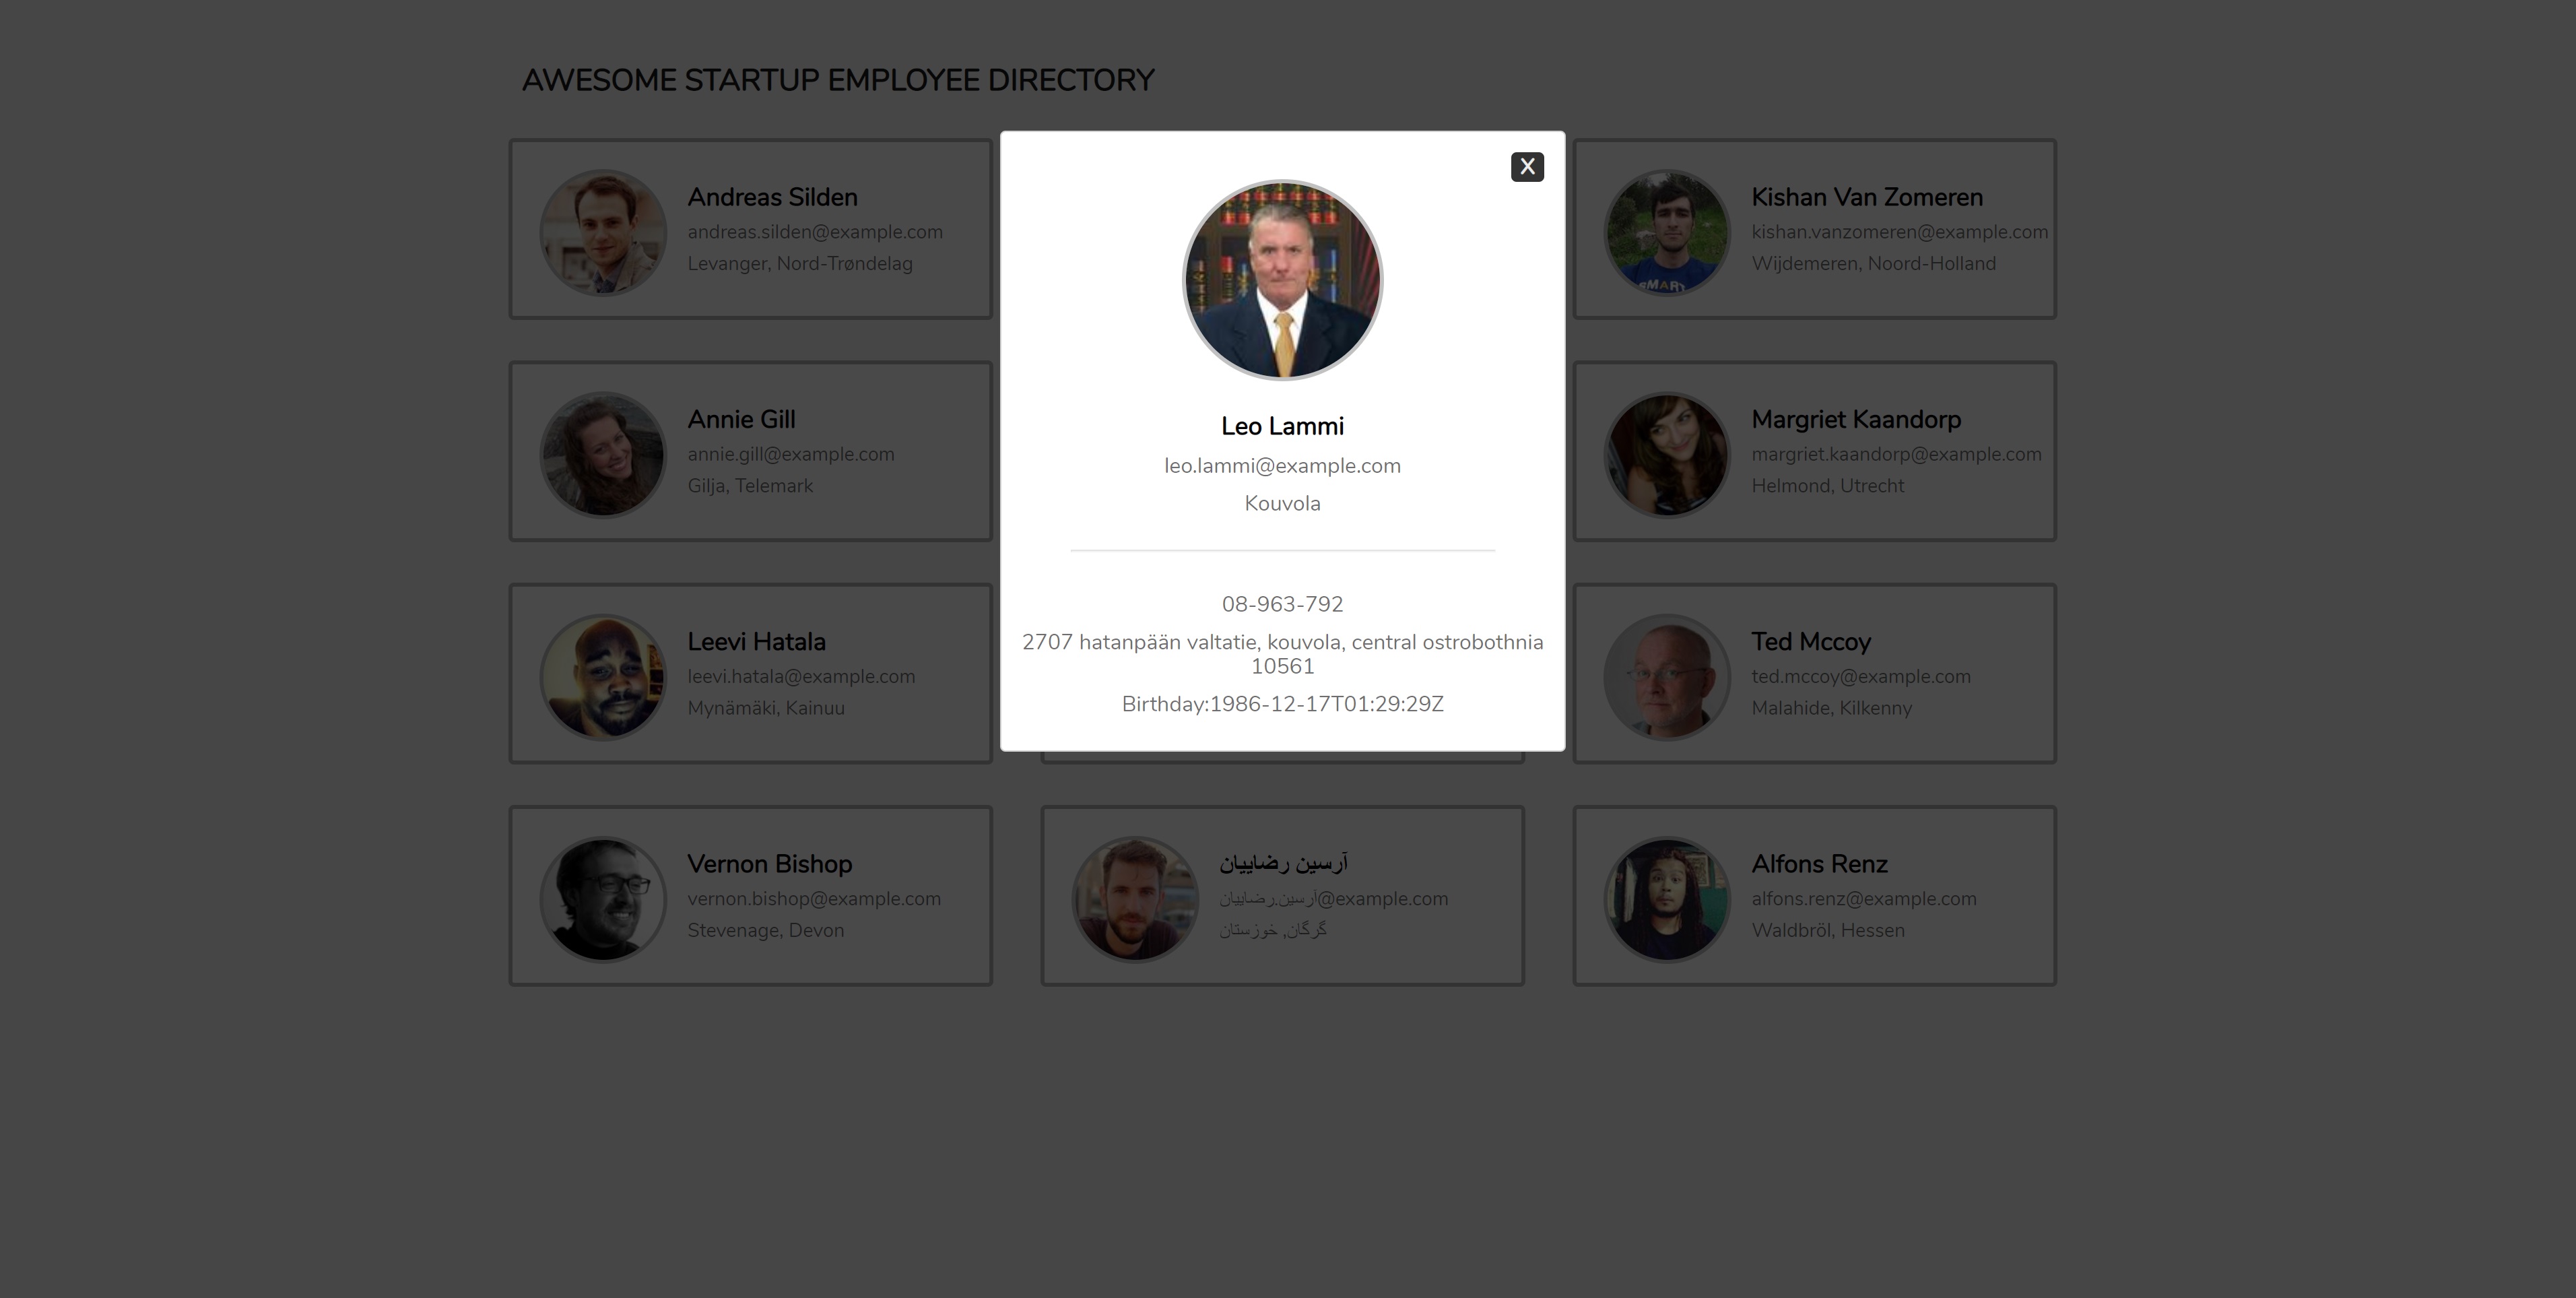 AWESOME STARTUP EMPLOYEE DIRECTORY
Andreas Silden
andreas.silden@example.com
Levanger, Nord-Trøndelag
Annie Gill
annie.gill@example.com
Gilja, Telemark
Leevi Hatala
leevi.hatala@example.com
Mynämäki, Kainuu
Vernon Bishop
vernon.bishop@example.com
Stevenage, Devon
X
Leo Lammi
leo.lammi@example.com
Kouvola
08-963-792
2707 hatanpään valtatie, kouvola, central ostrobothnia
10561
Birthday:1986-12-17T01:29:29Z
آرسین رضاییان
آرسین.رضاییان@example.com
گرگان, خوزستان
Kishan Van Zomeren
kishan.vanzomeren@example.com
Wijdemeren, Noord-Holland
SMART
Margriet Kaandorp
margriet.kaandorp@example.com
Helmond, Utrecht
Ted Mccoy
ted.mccoy@example.com
Malahide, Kilkenny
Alfons Renz
alfons.renz@example.com
Waldbröl, Hessen